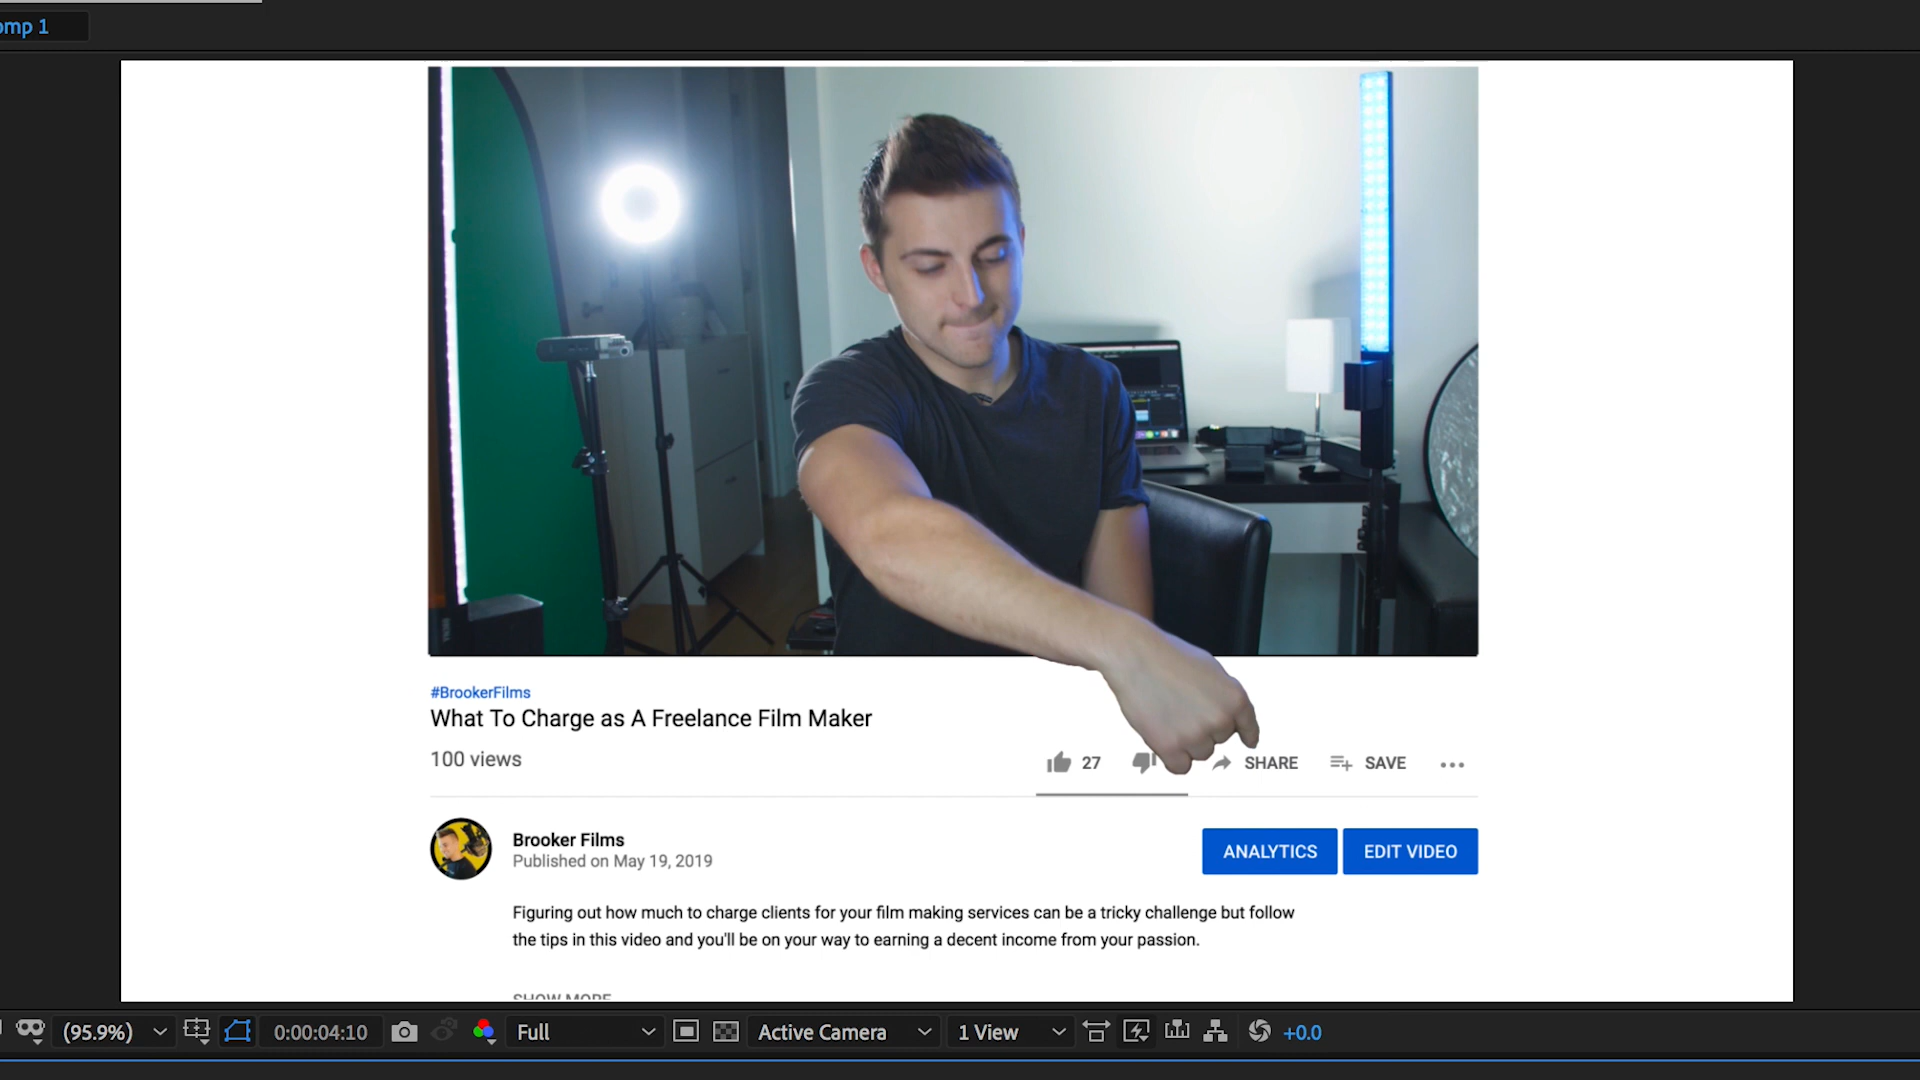 omp 1
#BrookerFilms
What To Charge as A Freelance Film Maker
100 views
27
SHARE
SAVE
Brooker Films
Published on May 19, 2019
ANALYTICS
EDIT VIDEO
Figuring out how much to charge clients for your film making services can be a tricky challenge but follow
the tips in this video and you'll be on your way to earning a decent income from your passion.
SHOW MORE
(95.9%)
0:00:04:10
Full
Active Camera
1 View
+0.0